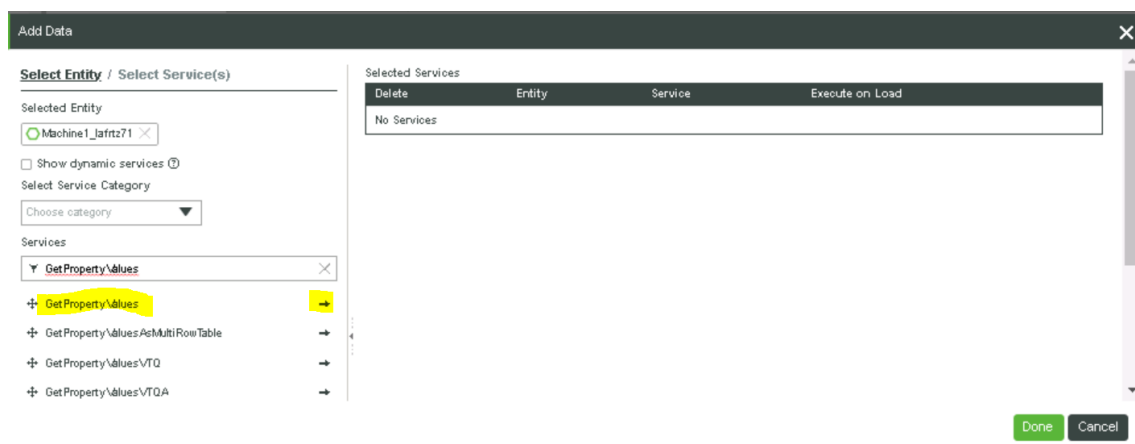 Add Data
Select Entity / Select Service(s)
Selected Entity
Machine1_lafrtz71
Show dynamic services
Select Service Category
Choose category
Services
GetPropertyValues
GetPropertyValues
GetPropertyValuesAsMultiRowTable
GetPropertyValuesVTQ
GetPropertyValuesVTQA
Selected Services
Delete Entity Service Execute on Load
No Services
Done Cancel